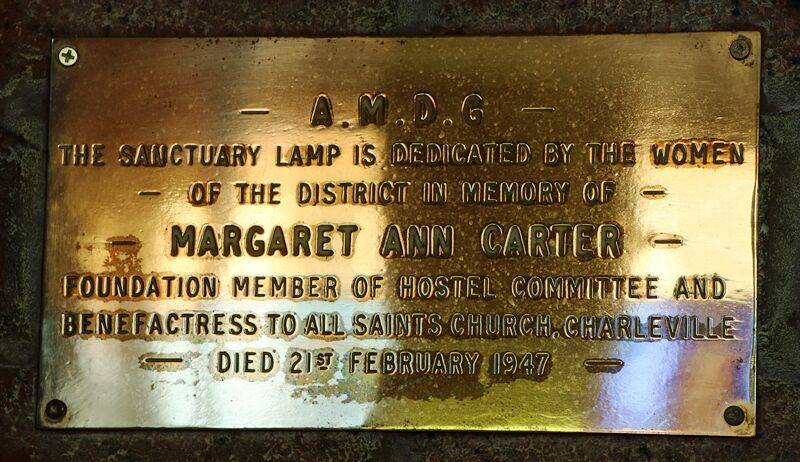 — A.M.D.G —
THE SANCTUARY LAMP IS DEDICATED BY THE WOMEN
— OF THE DISTRICT IN MEMORY OF —
— MARGARET ANN CARTER —
FOUNDATION MEMBER OF HOSTEL COMMITTEE AND
BENEFACTRESS TO ALL SAINTS CHURCH. CHARLEVILLE
— DIED 21ST FEBRUARY 1947 —